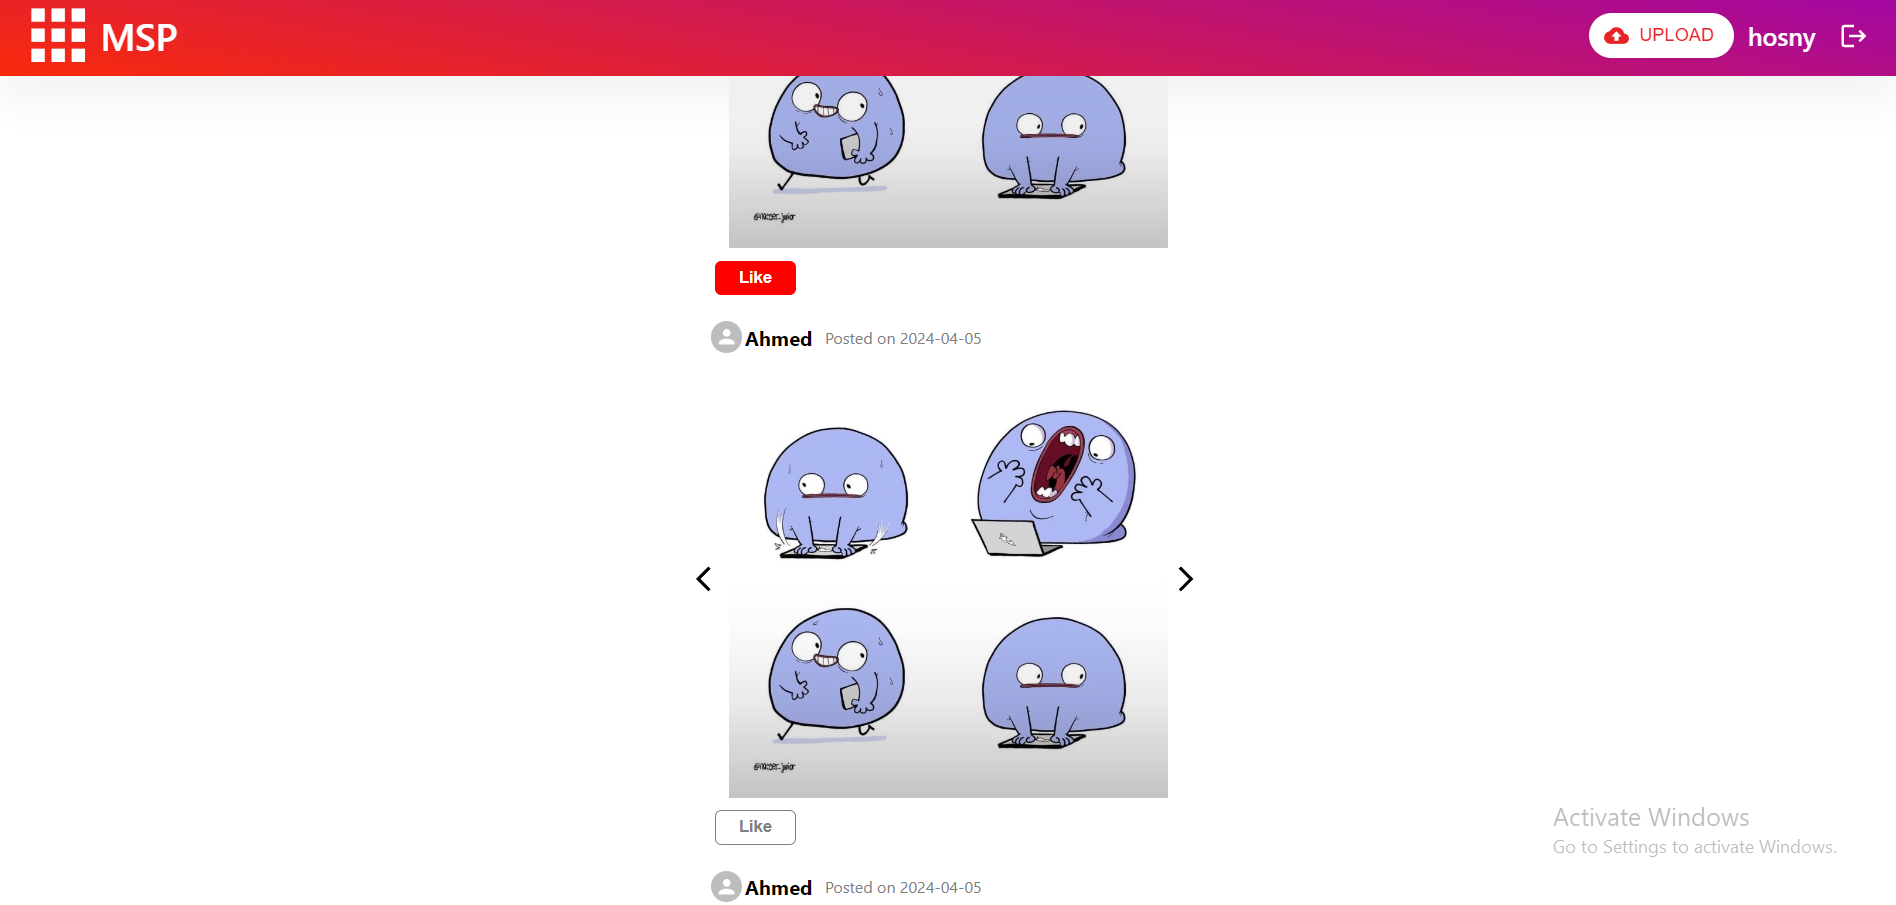 MSP
UPLOAD
hosny
Like
Ahmed Posted on 2024-04-05
Like
Activate Windows
Go to Settings to activate Windows.
Ahmed Posted on 2024-04-05